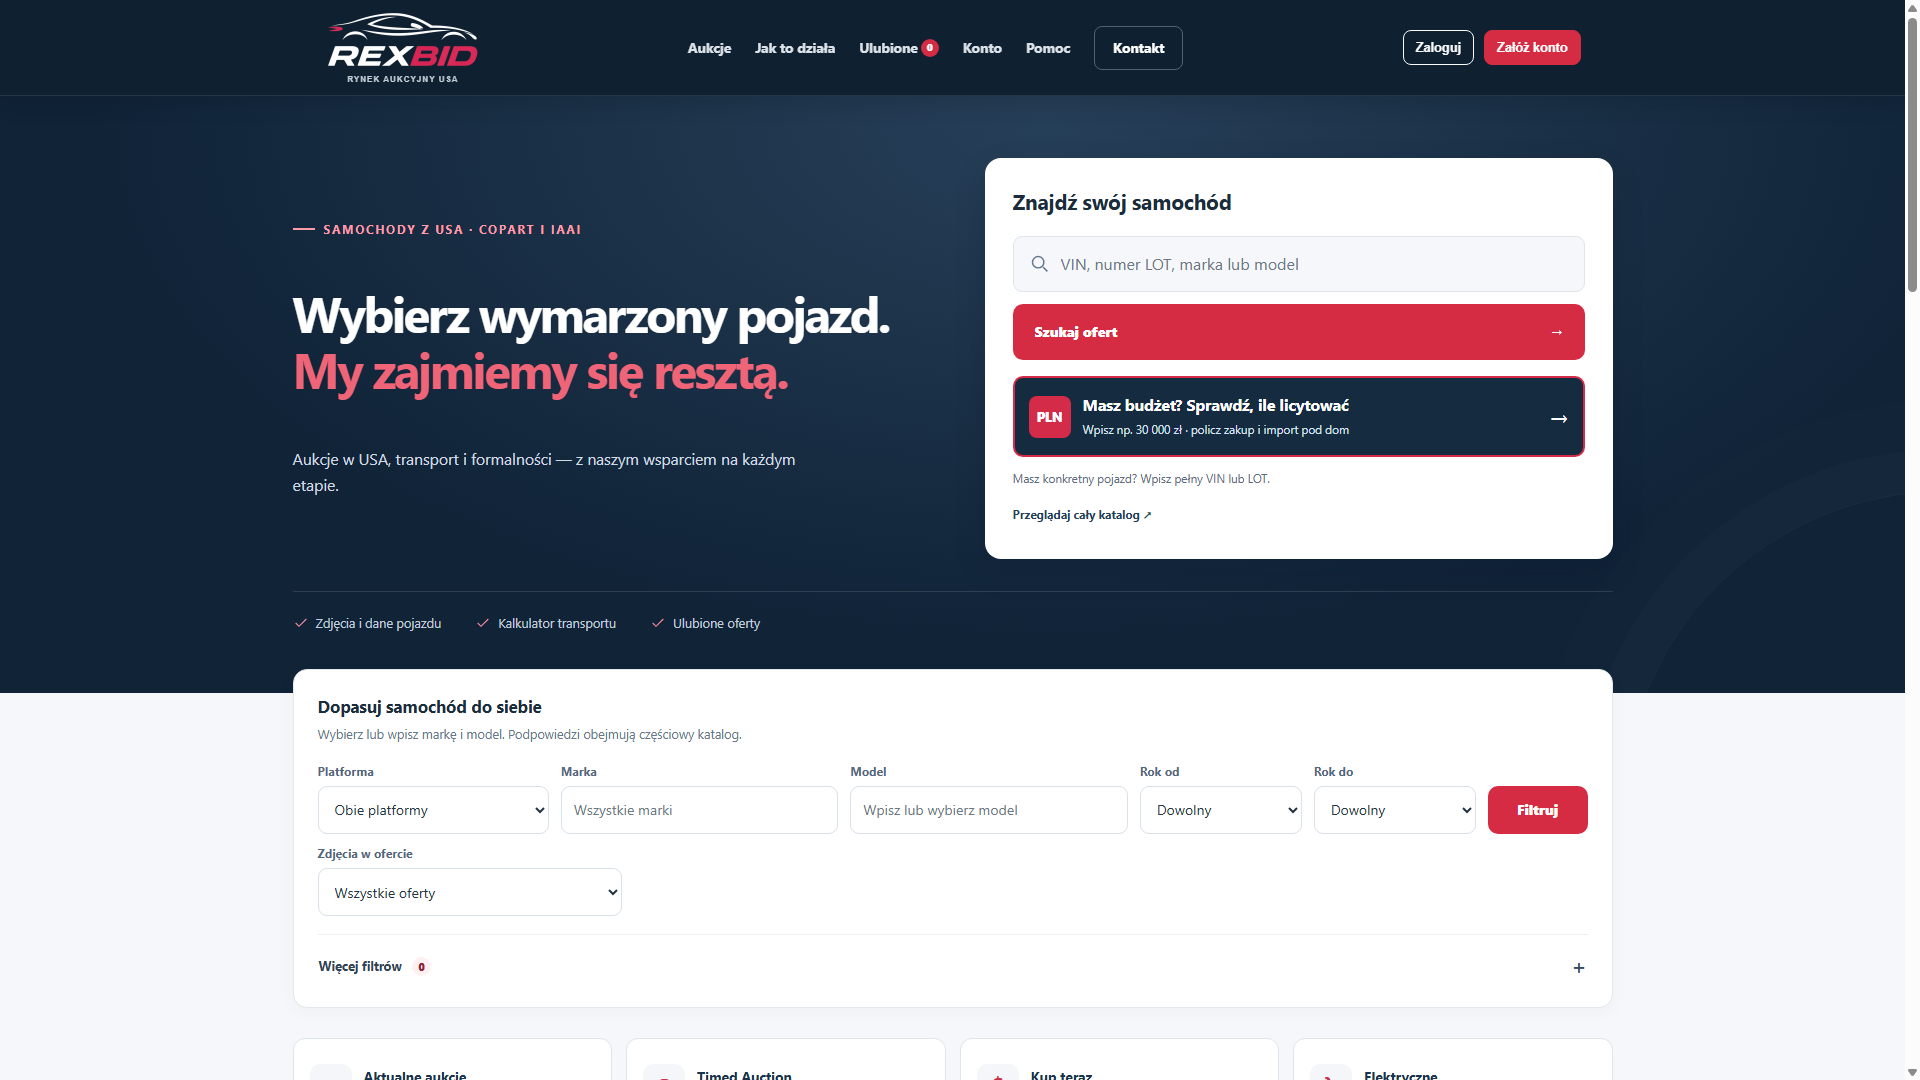 REXBID
RYNEK AUKCYJNY USA
Aukcje
Jak to działa
Ulubione 0
Konto
Pomoc
Kontakt
Zaloguj
Załóż konto
SAMOCHODY Z USA · COPART I IAAI
Wybierz wymarzony pojazd.
My zajmiemy się resztą.
Aukcje w USA, transport i formalności — z naszym wsparciem na każdym
etapie.
Znajdź swój samochód
VIN, numer LOT, marka lub model
Szukaj ofert →
PLN
Masz budżet? Sprawdź, ile licytować
Wpisz np. 30 000 zł · policz zakup i import pod dom
→
Masz konkretny pojazd? Wpisz pełny VIN lub LOT.
Przeglądaj cały katalog ↗
Zdjęcia i dane pojazdu
Kalkulator transportu
Ulubione oferty
Dopasuj samochód do siebie
Wybierz lub wpisz markę i model. Podpowiedzi obejmują częściowy katalog.
Platforma
Marka
Model
Rok od
Rok do
Obie platformy
Wszystkie marki
Wpisz lub wybierz model
Dowolny
Dowolny
Filtruj
Zdjęcia w ofercie
Wszystkie oferty
Więcej filtrów 0
+
Aktualne aukcje
Timed Auction
Kup teraz
Elektryczne